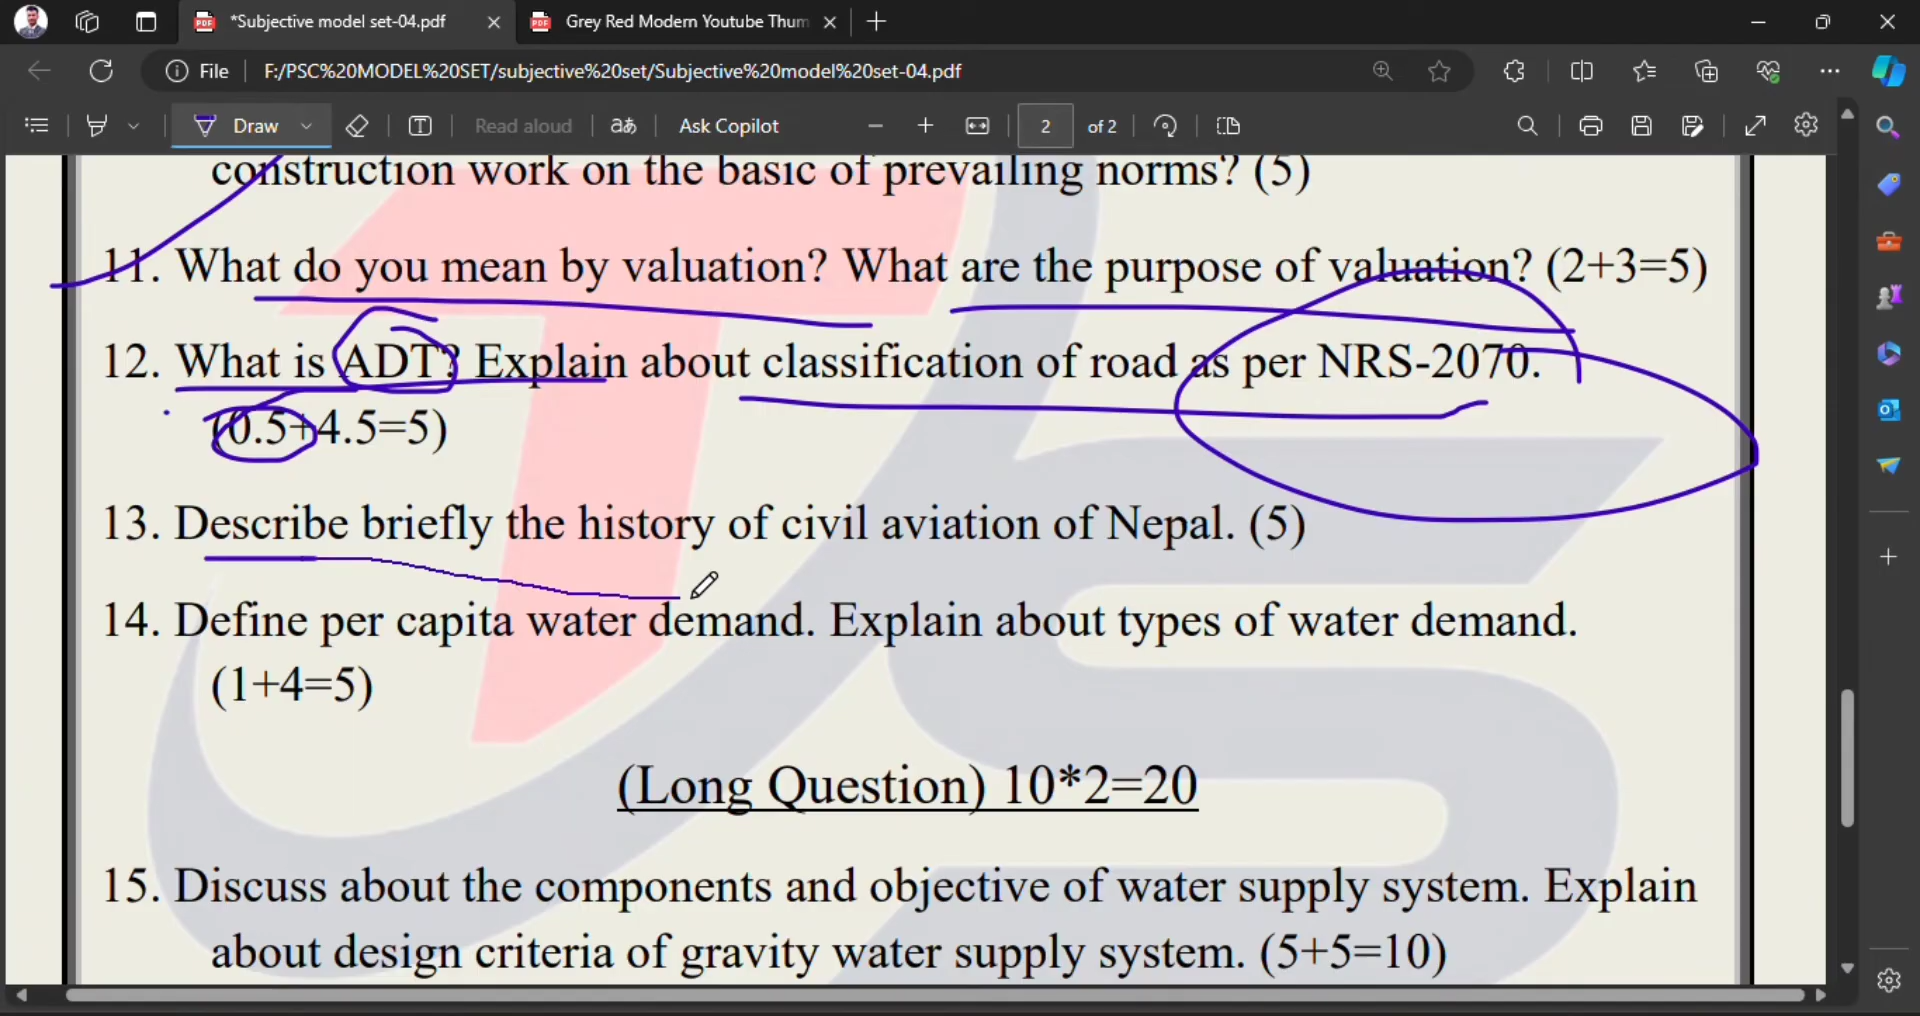 *Subjective model set-04.pdf
Grey Red Modern Youtube Thum
File
F:/PSC%20MODEL%20SET/subjective%20set/Subjective%20model%20set-04.pdf
Draw
Read aloud
aあ
Ask Copilot
2
of 2
construction work on the basic of prevailing norms? (5)
11. What do you mean by valuation? What are the purpose of valuation? (2+3=5)
12. What is ADT? Explain about classification of road as per NRS-2070.
(0.5+4.5=5)
13. Describe briefly the history of civil aviation of Nepal. (5)
14. Define per capita water demand. Explain about types of water demand.
(1+4=5)
(Long Question) 10*2=20
15. Discuss about the components and objective of water supply system. Explain
about design criteria of gravity water supply system. (5+5=10)